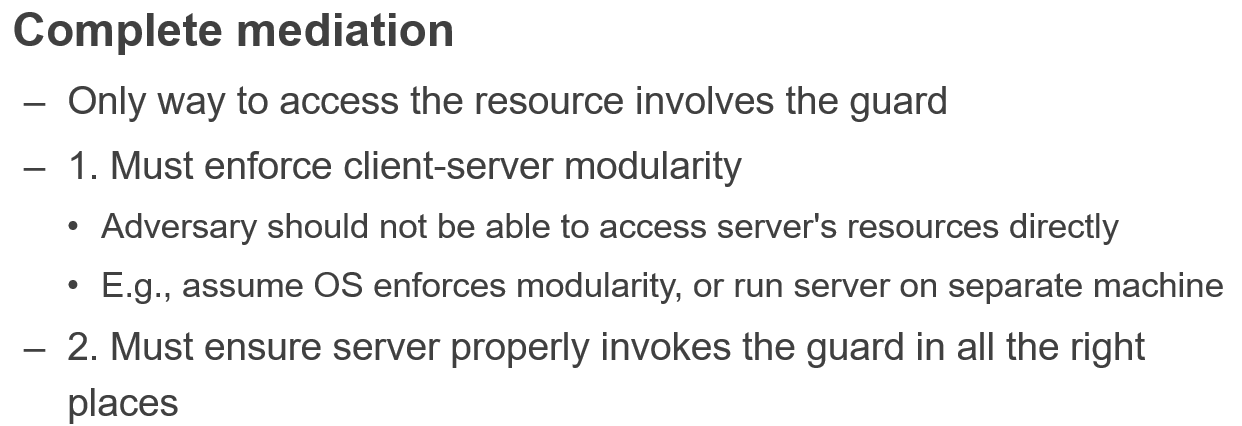 Complete mediation
– Only way to access the resource involves the guard
– 1. Must enforce client-server modularity
• Adversary should not be able to access server's resources directly
• E.g., assume OS enforces modularity, or run server on separate machine
– 2. Must ensure server properly invokes the guard in all the right
places